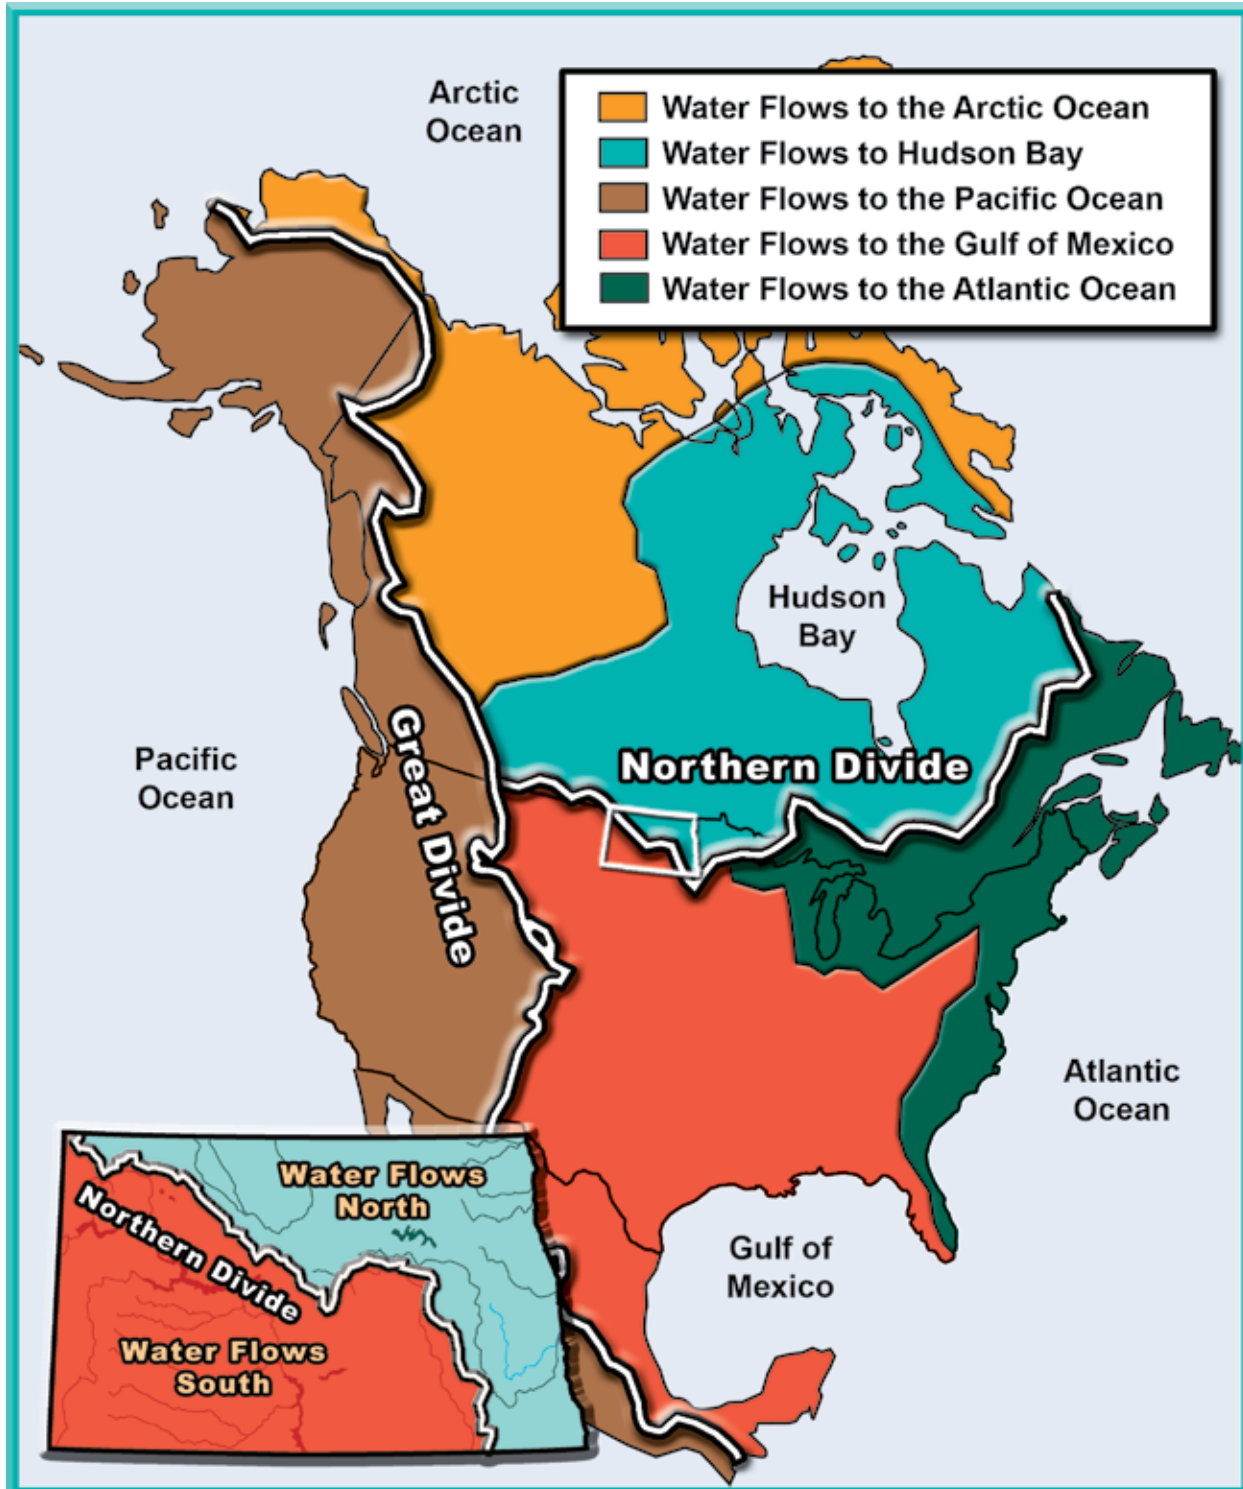 Arctic
Ocean
Water Flows to the Arctic Ocean
Water Flows to Hudson Bay
Water Flows to the Pacific Ocean
Water Flows to the Gulf of Mexico
Water Flows to the Atlantic Ocean
Hudson
Bay
Pacific
Ocean
Great Divide
Northern Divide
Atlantic
Ocean
Gulf of
Mexico
Water Flows
North
Northern Divide
Water Flows
South